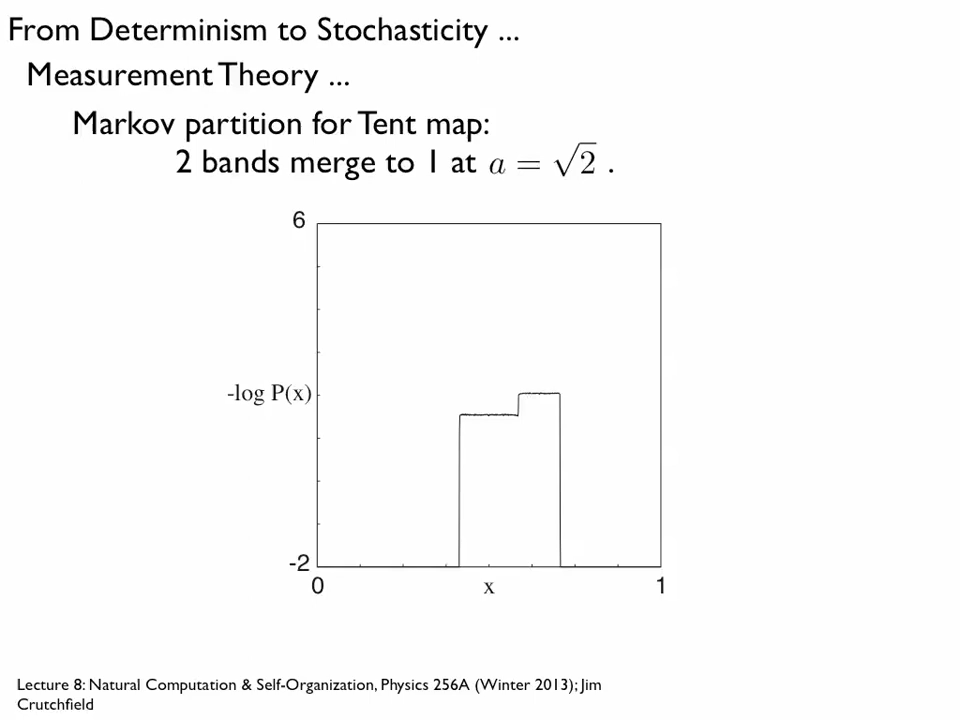 From Determinism to Stochasticity ...
Measurement Theory ...
Markov partition for Tent map:
2 bands merge to 1 at a = √2 .
6
-log P(x)
-2
0 x 1
Lecture 8: Natural Computation & Self-Organization, Physics 256A (Winter 2013); Jim
Crutchfield